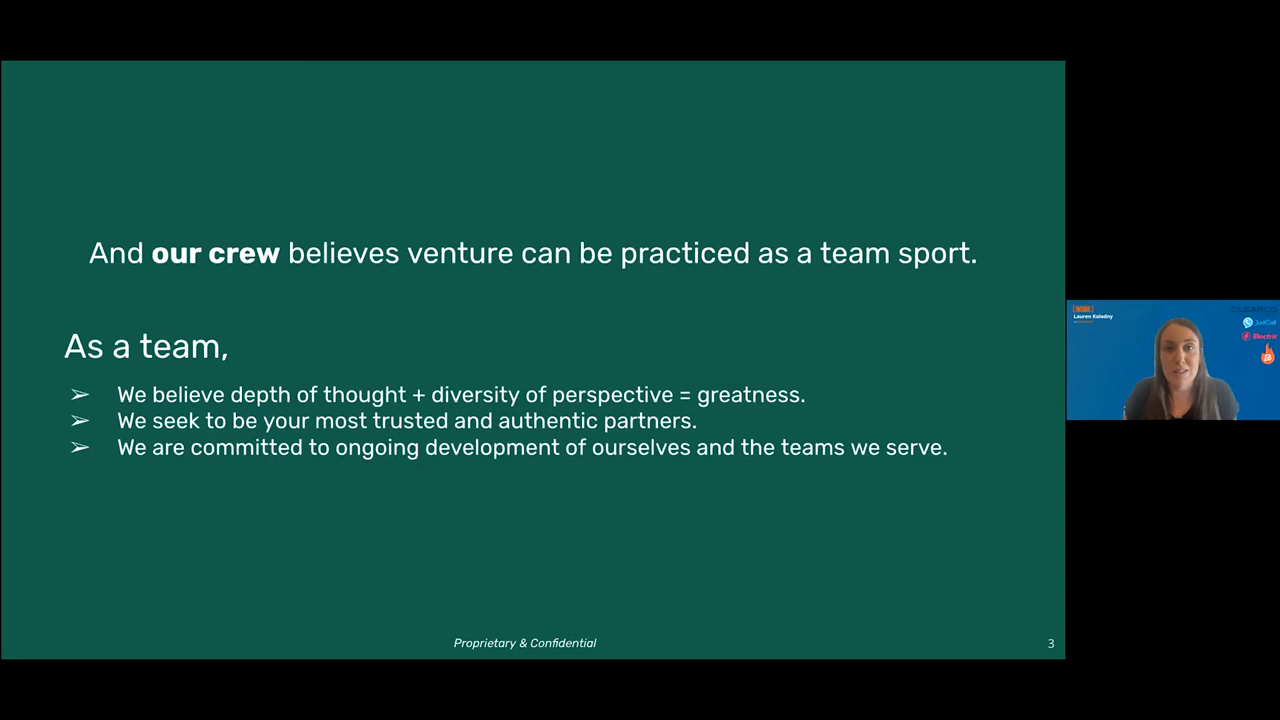 And our crew believes venture can be practiced as a team sport.
As a team,
➢ We believe depth of thought + diversity of perspective = greatness.
➢ We seek to be your most trusted and authentic partners.
➢ We are committed to ongoing development of ourselves and the teams we serve.
Proprietary & Confidential
3
INSIDE
Lauren Kolodny
JustCall
Electric